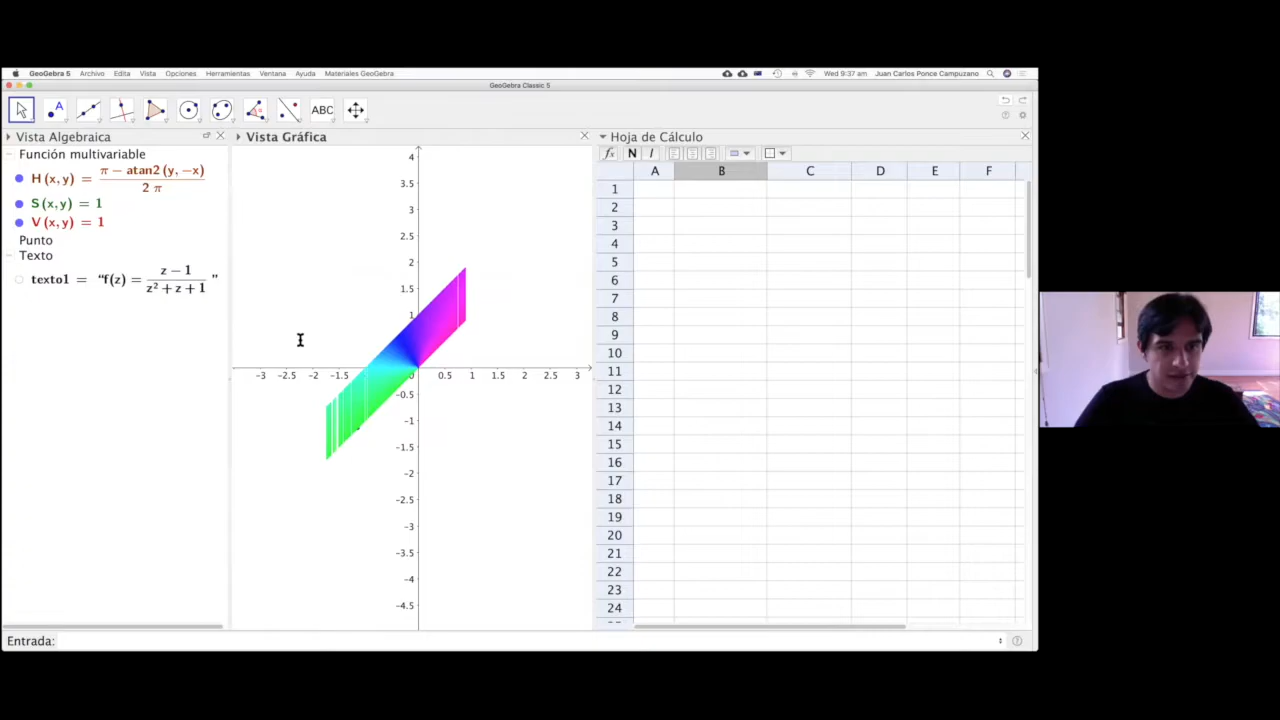 GeoGebra 5 Archivo Edita Vista Opciones Herramientas Ventana Ayuda Materiales GeoGebra Wed 9:37 am Juan Carlos Ponce Campuzano
GeoGebra Classic 5
A ABC
Vista Algebraica
Vista Gráfica
Hoja de Cálculo
fx N I
Función multivariable
H(x,y) = (π − atan2(y, −x)) / (2 π)
S(x,y) = 1
V(x,y) = 1
Punto
Texto
texto1 = “f(z) = (z − 1) / (z² + z + 1) ”
4
3.5
3
2.5
2
1.5
1
−3 −2.5 −2 −1.5 0 0.5 1 1.5 2 2.5 3
−0.5
−1
−1.5
−2
−2.5
−3
−3.5
−4
−4.5
A B C D E F
1
2
3
4
5
6
7
8
9
10
11
12
13
14
15
16
17
18
19
20
21
22
23
24
Entrada: